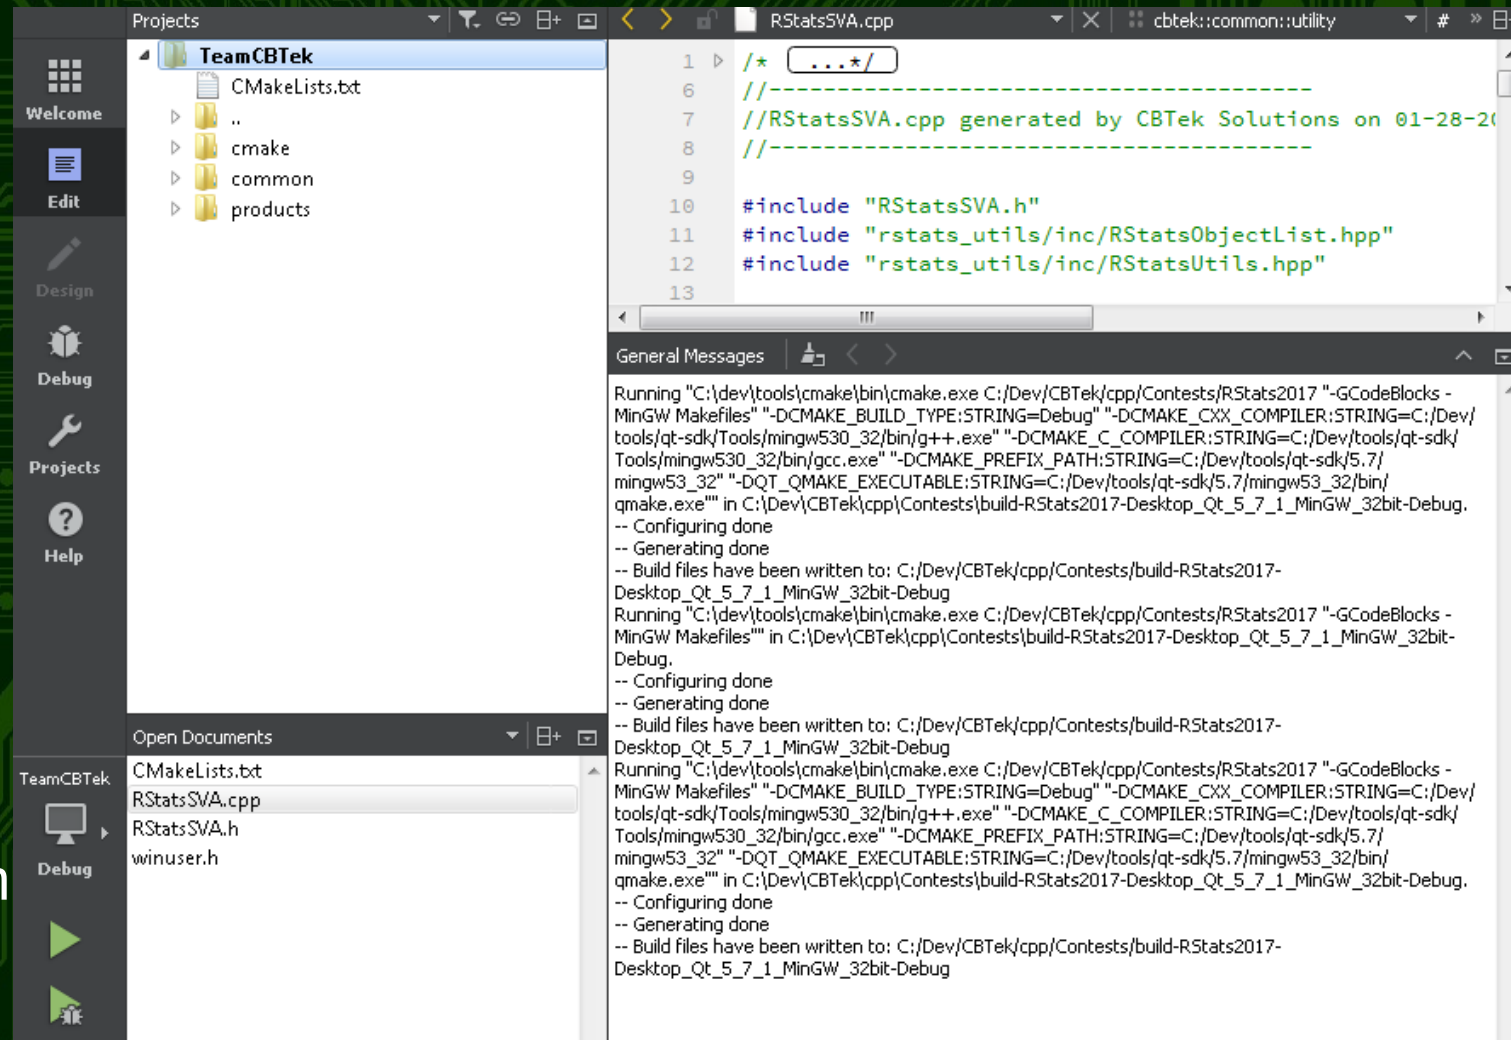 Projects
RStatsSVA.cpp
cbtek::common::utility
#
»
Welcome
Edit
Design
Debug
Projects
Help
TeamCBTek
Debug
TeamCBTek
CMakeLists.txt
..
cmake
common
products
1 /* ...*/
6 //----------------------------------------
7 //RStatsSVA.cpp generated by CBTek Solutions on 01-28-20
8 //----------------------------------------
9
10 #include "RStatsSVA.h"
11 #include "rstats_utils/inc/RStatsObjectList.hpp"
12 #include "rstats_utils/inc/RStatsUtils.hpp"
13
General Messages
Running "C:\dev\tools\cmake\bin\cmake.exe C:/Dev/CBTek/cpp/Contests/RStats2017 "-GCodeBlocks -
MinGW Makefiles" "-DCMAKE_BUILD_TYPE:STRING=Debug" "-DCMAKE_CXX_COMPILER:STRING=C:/Dev/
tools/qt-sdk/Tools/mingw530_32/bin/g++.exe" "-DCMAKE_C_COMPILER:STRING=C:/Dev/tools/qt-sdk/
Tools/mingw530_32/bin/gcc.exe" "-DCMAKE_PREFIX_PATH:STRING=C:/Dev/tools/qt-sdk/5.7/
mingw53_32" "-DQT_QMAKE_EXECUTABLE:STRING=C:/Dev/tools/qt-sdk/5.7/mingw53_32/bin/
qmake.exe"" in C:\Dev\CBTek\cpp\Contests\build-RStats2017-Desktop_Qt_5_7_1_MinGW_32bit-Debug.
-- Configuring done
-- Generating done
-- Build files have been written to: C:/Dev/CBTek/cpp/Contests/build-RStats2017-
Desktop_Qt_5_7_1_MinGW_32bit-Debug
Running "C:\dev\tools\cmake\bin\cmake.exe C:/Dev/CBTek/cpp/Contests/RStats2017 "-GCodeBlocks -
MinGW Makefiles"" in C:\Dev\CBTek\cpp\Contests\build-RStats2017-Desktop_Qt_5_7_1_MinGW_32bit-
Debug.
-- Configuring done
-- Generating done
-- Build files have been written to: C:/Dev/CBTek/cpp/Contests/build-RStats2017-
Desktop_Qt_5_7_1_MinGW_32bit-Debug
Running "C:\dev\tools\cmake\bin\cmake.exe C:/Dev/CBTek/cpp/Contests/RStats2017 "-GCodeBlocks -
MinGW Makefiles" "-DCMAKE_BUILD_TYPE:STRING=Debug" "-DCMAKE_CXX_COMPILER:STRING=C:/Dev/
tools/qt-sdk/Tools/mingw530_32/bin/g++.exe" "-DCMAKE_C_COMPILER:STRING=C:/Dev/tools/qt-sdk/
Tools/mingw530_32/bin/gcc.exe" "-DCMAKE_PREFIX_PATH:STRING=C:/Dev/tools/qt-sdk/5.7/
mingw53_32" "-DQT_QMAKE_EXECUTABLE:STRING=C:/Dev/tools/qt-sdk/5.7/mingw53_32/bin/
qmake.exe"" in C:\Dev\CBTek\cpp\Contests\build-RStats2017-Desktop_Qt_5_7_1_MinGW_32bit-Debug.
-- Configuring done
-- Generating done
-- Build files have been written to: C:/Dev/CBTek/cpp/Contests/build-RStats2017-
Desktop_Qt_5_7_1_MinGW_32bit-Debug
Open Documents
CMakeLists.txt
RStatsSVA.cpp
RStatsSVA.h
winuser.h